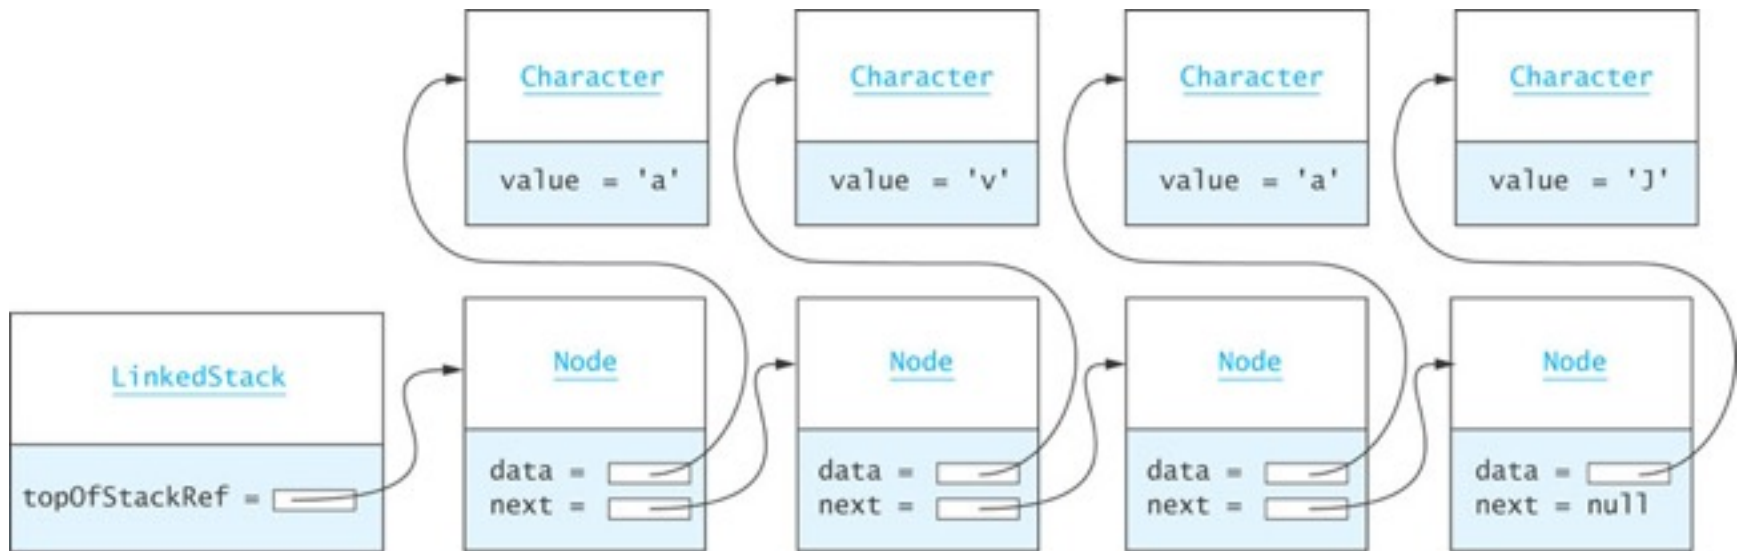 Character
Character
Character
Character
value = 'a'
value = 'v'
value = 'a'
value = 'J'
LinkedStack
Node
Node
Node
Node
topOfStackRef =
data =
next =
data =
next =
data =
next =
data =
next = null